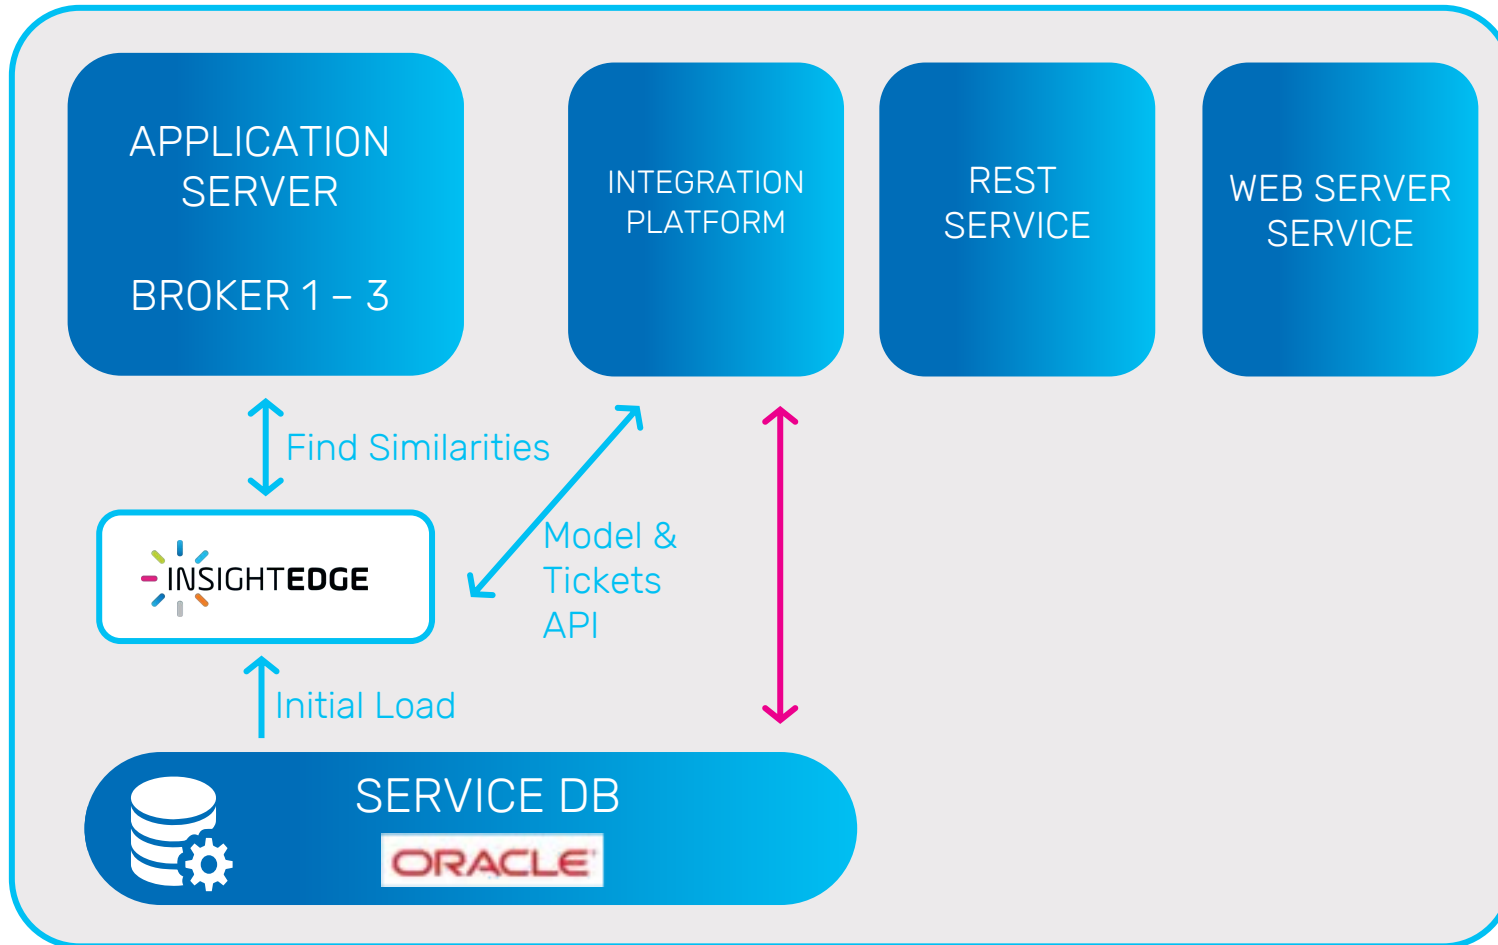 APPLICATION
SERVER
BROKER 1 – 3
INTEGRATION
PLATFORM
REST
SERVICE
WEB SERVER
SERVICE
Find Similarities
Model &
Tickets
API
INSIGHTEDGE
Initial Load
SERVICE DB
ORACLE